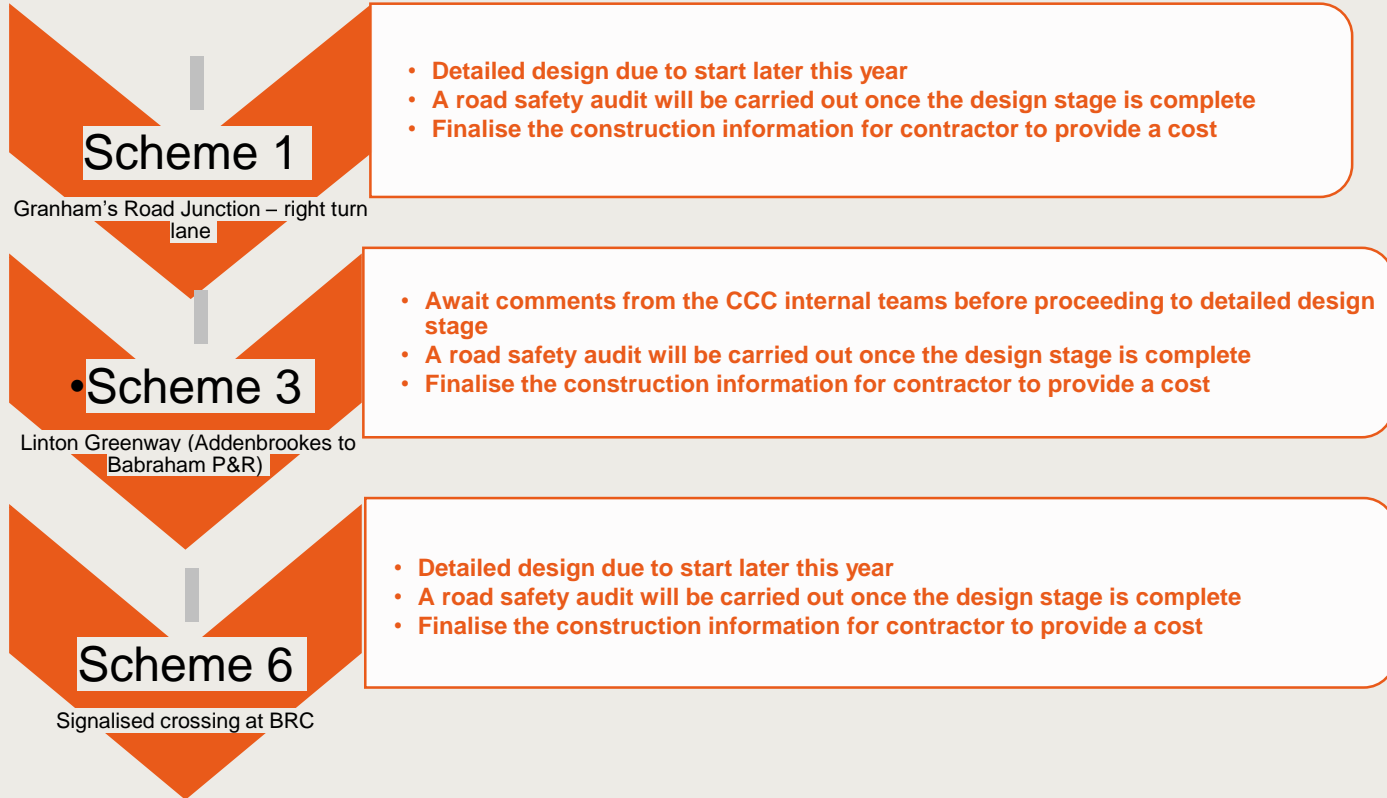 Scheme 1
Granham's Road Junction – right turn
lane
• Detailed design due to start later this year
• A road safety audit will be carried out once the design stage is complete
• Finalise the construction information for contractor to provide a cost
•Scheme 3
Linton Greenway (Addenbrookes to
Babraham P&R)
• Await comments from the CCC internal teams before proceeding to detailed design
stage
• A road safety audit will be carried out once the design stage is complete
• Finalise the construction information for contractor to provide a cost
Scheme 6
Signalised crossing at BRC
• Detailed design due to start later this year
• A road safety audit will be carried out once the design stage is complete
• Finalise the construction information for contractor to provide a cost